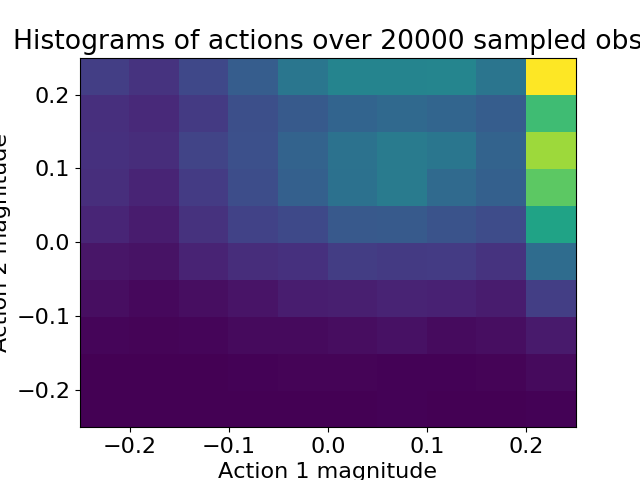 Histograms of actions over 20000 sampled obs
0.2
0.1
0.0
−0.1
−0.2
Action 2 magnitude
−0.2 −0.1 0.0 0.1 0.2
Action 1 magnitude